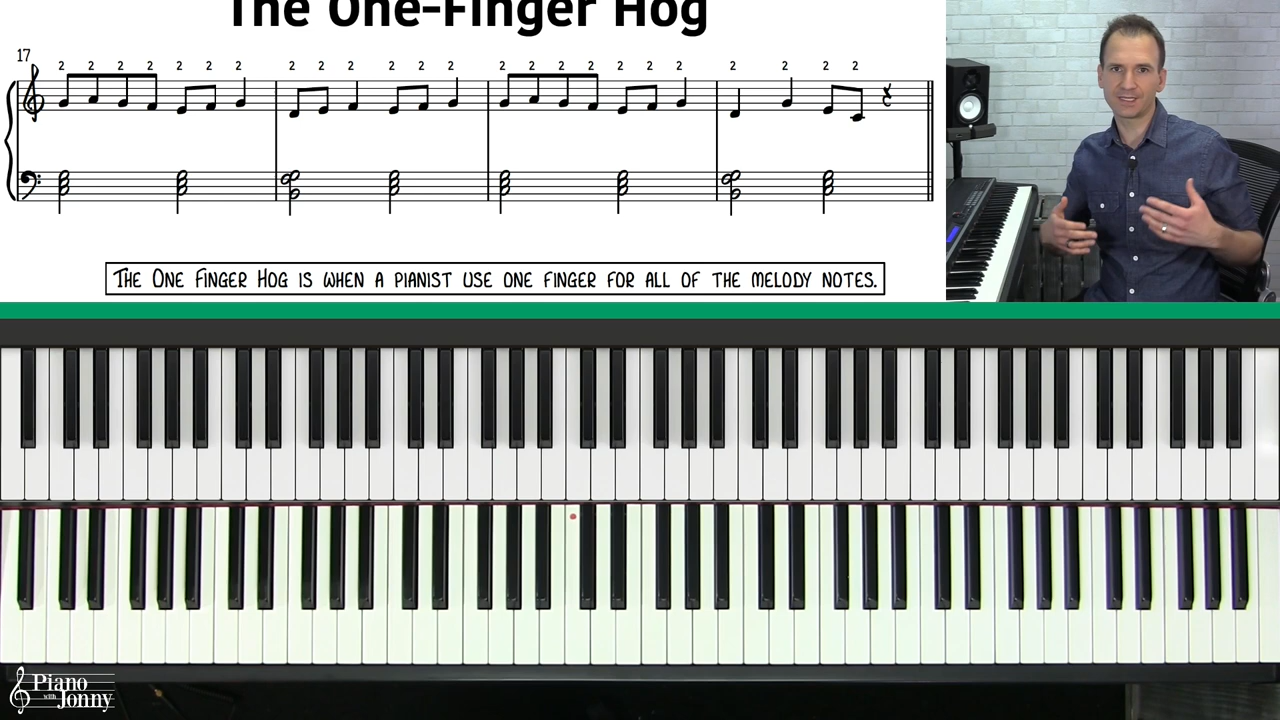 The One-Finger Hog
17
2 2 2 2 2 2 2 2 2 2 2 2 2 2 2 2 2 2 2 2 2 2 2 2
The One Finger Hog is when a pianist use one finger for all of the melody notes.
Piano
with
Jonny